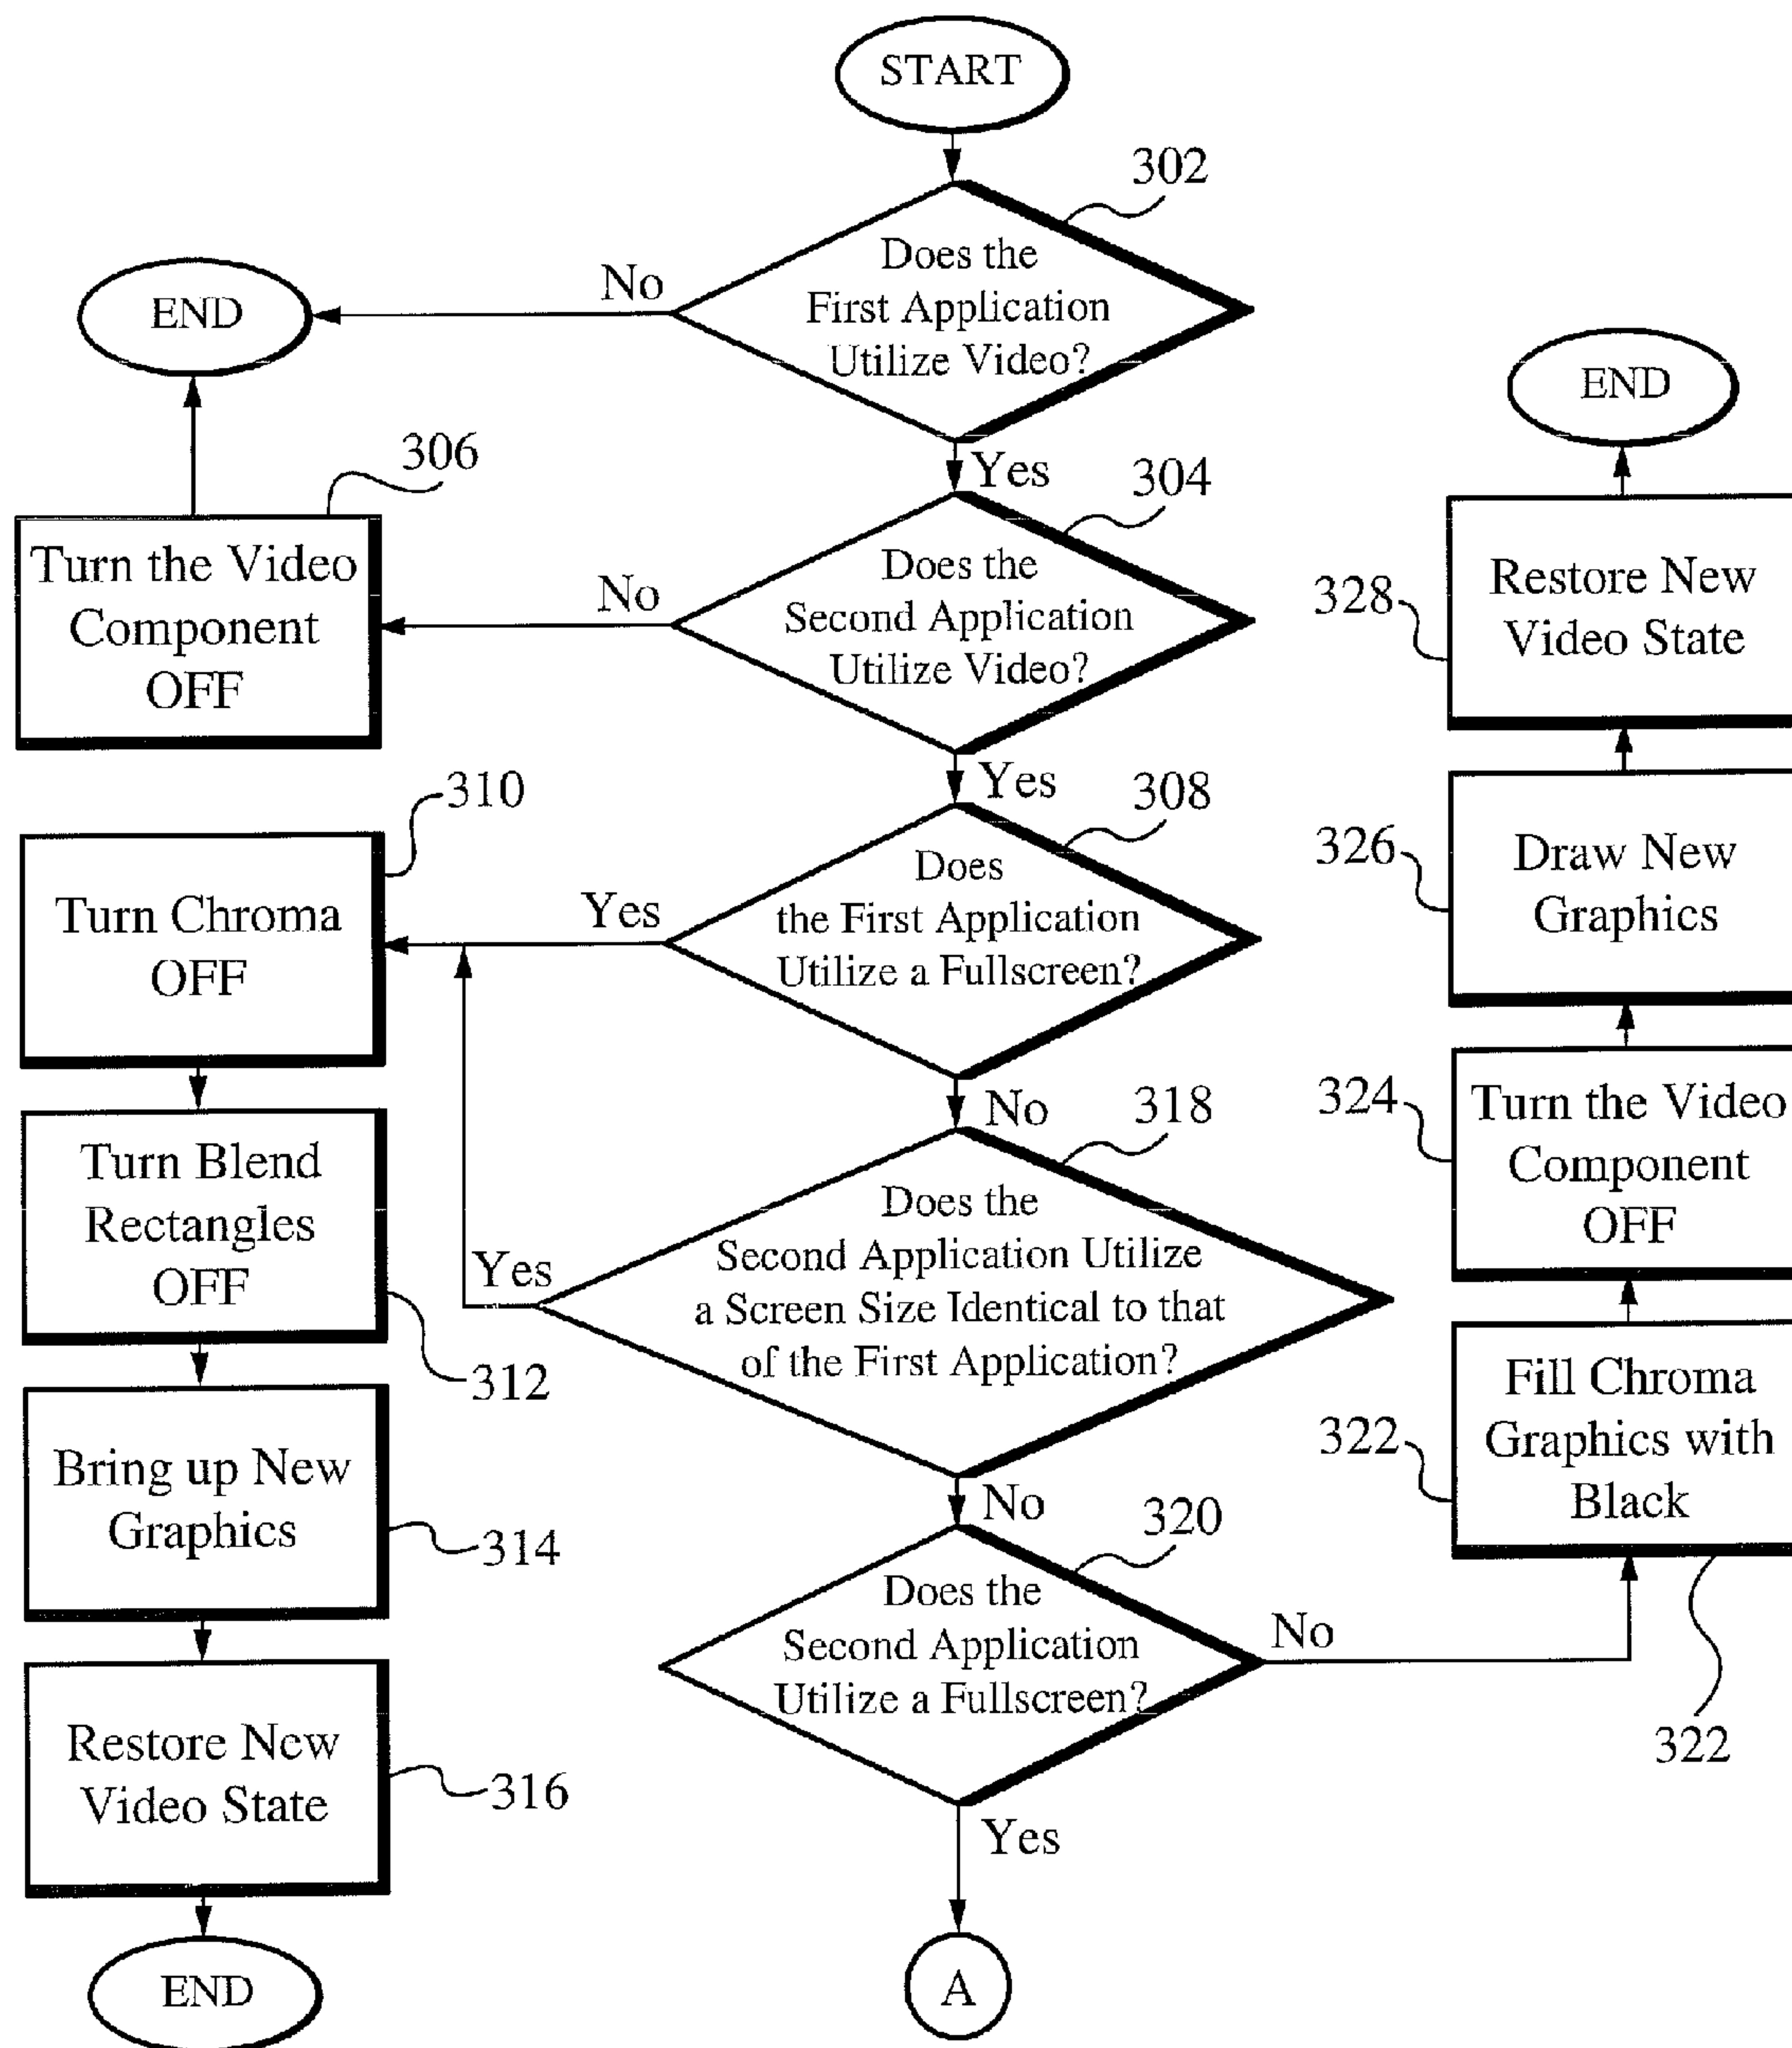 START
302
Does the
First Application
Utilize Video?
No
END
Yes
304
Does the
Second Application
Utilize Video?
No
306
Turn the Video
Component
OFF
Yes
308
Does
the First Application
Utilize a Fullscreen?
Yes
310
Turn Chroma
OFF
Turn Blend
Rectangles
OFF
312
Bring up New
Graphics
314
Restore New
Video State
316
END
No
318
Does the
Second Application Utilize
a Screen Size Identical to that
of the First Application?
Yes
No
320
Does the
Second Application
Utilize a Fullscreen?
No
Yes
A
322
Fill Chroma
Graphics with
Black
322
324
Turn the Video
Component
OFF
326
Draw New
Graphics
328
Restore New
Video State
END